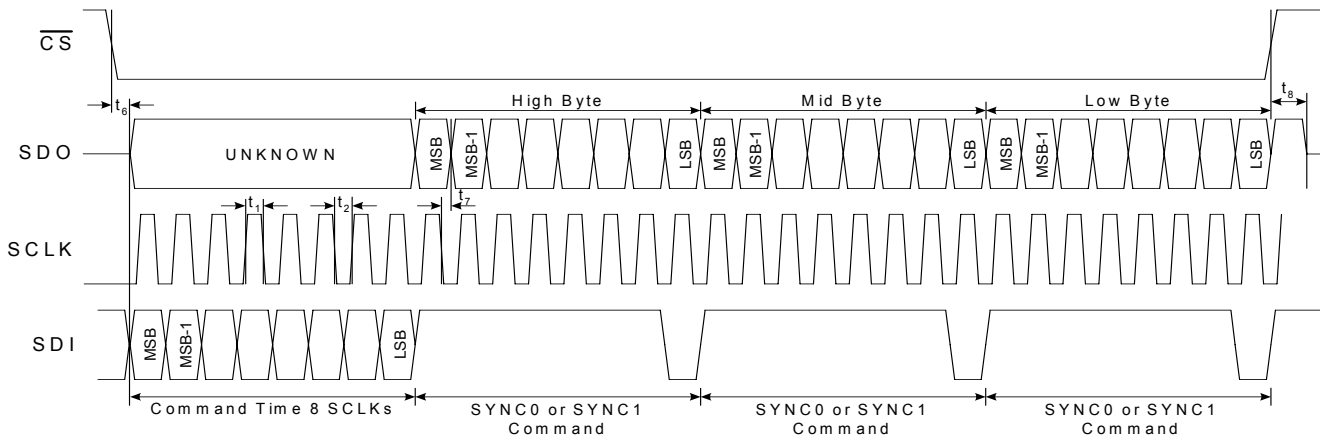 CS
t6
High Byte
Mid Byte
Low Byte
t8
SDO
UNKNOWN
MSB
MSB-1
LSB
MSB
MSB-1
LSB
MSB
MSB-1
LSB
t1
t2
t7
SCLK
SDI
MSB
MSB-1
LSB
Command Time 8 SCLKs
SYNC0 or SYNC1
Command
SYNC0 or SYNC1
Command
SYNC0 or SYNC1
Command